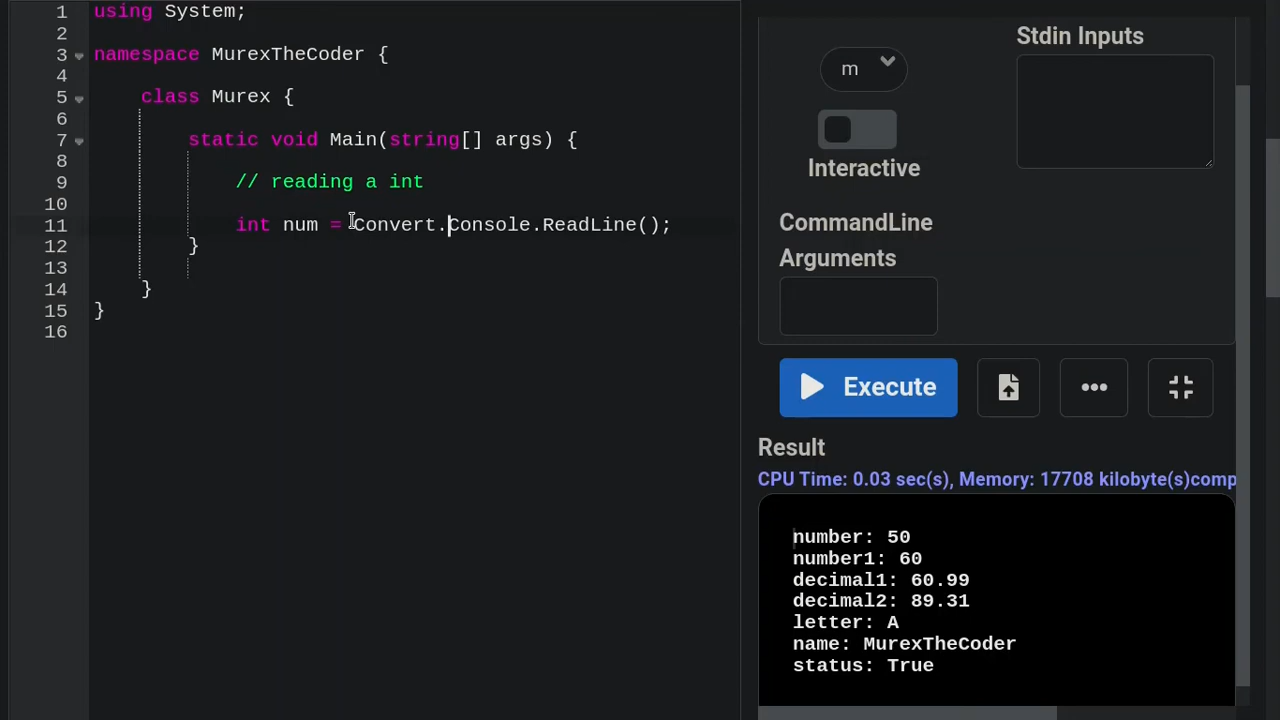 1 using System;
2
3 namespace MurexTheCoder {
4
5 class Murex {
6
7 static void Main(string[] args) {
8
9 // reading a int
10
11 int num = Convert.Console.ReadLine();
12 }
13
14 }
15 }
16
m
Stdin Inputs
Interactive
CommandLine
Arguments
Execute
Result
CPU Time: 0.03 sec(s), Memory: 17708 kilobyte(s)comp
number: 50
number1: 60
decimal1: 60.99
decimal2: 89.31
letter: A
name: MurexTheCoder
status: True